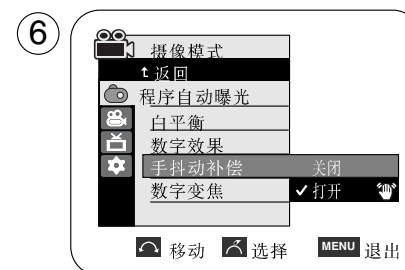 6
摄像模式
返回
程序自动曝光
白平衡
数字效果
手抖动补偿 关闭
数字变焦 打开
移动 选择 MENU 退出